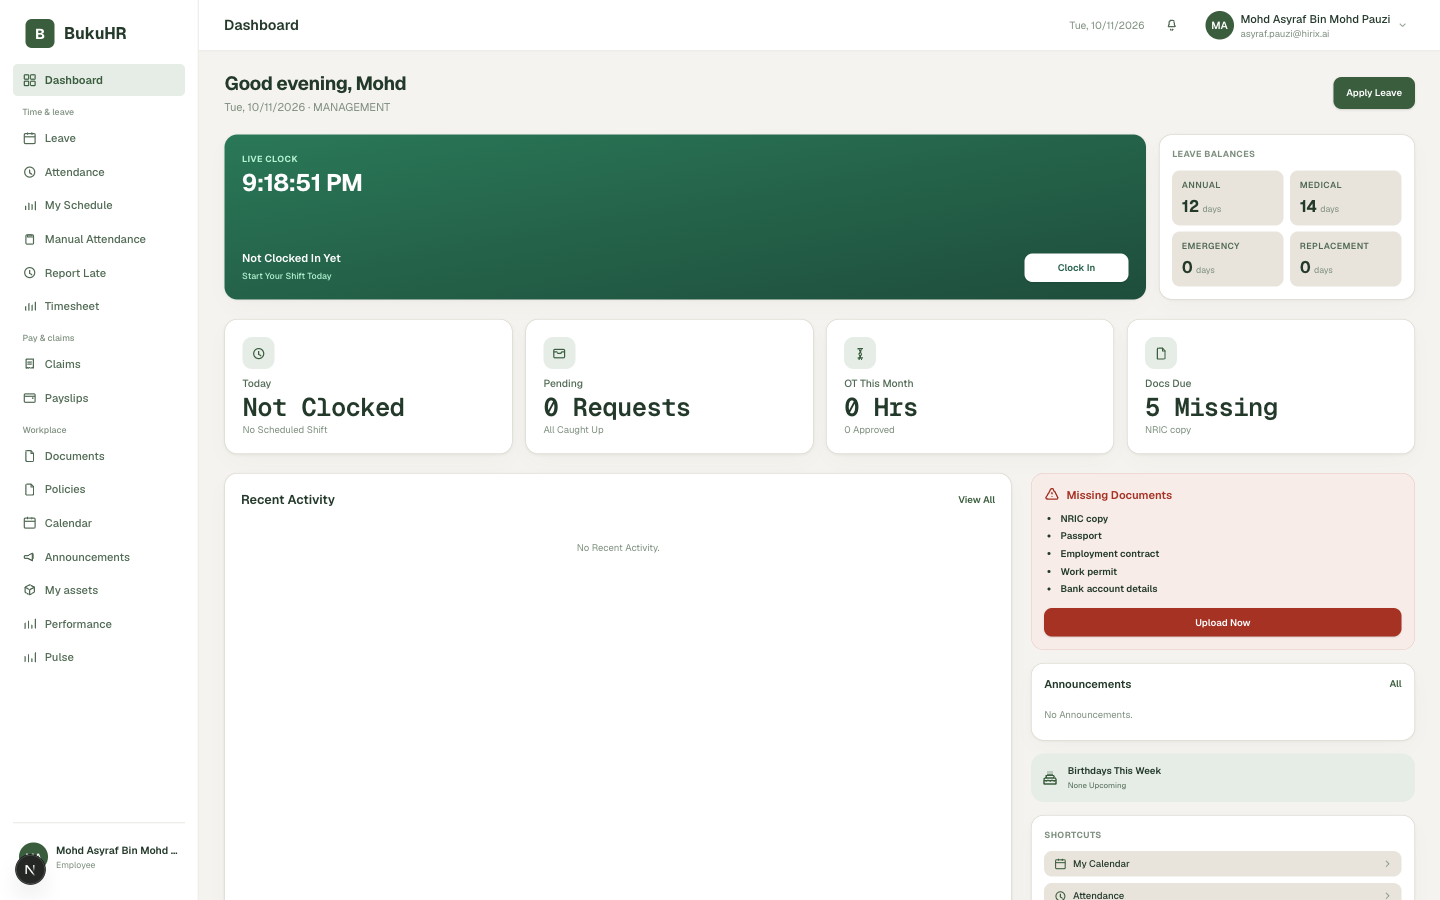 B
BukuHR
Dashboard
Time & leave
Leave
Attendance
My Schedule
Manual Attendance
Report Late
Timesheet
Pay & claims
Claims
Payslips
Workplace
Documents
Policies
Calendar
Announcements
My assets
Performance
Pulse
Mohd Asyraf Bin Mohd ...
Employee
N
Dashboard
Tue, 10/11/2026
MA
Mohd Asyraf Bin Mohd Pauzi
asyraf.pauzi@hirix.ai
Good evening, Mohd
Tue, 10/11/2026 · MANAGEMENT
Apply Leave
LIVE CLOCK
9:18:51 PM
Not Clocked In Yet
Start Your Shift Today
Clock In
LEAVE BALANCES
ANNUAL
12 days
MEDICAL
14 days
EMERGENCY
0 days
REPLACEMENT
0 days
Today
Not Clocked
No Scheduled Shift
Pending
0 Requests
All Caught Up
OT This Month
0 Hrs
0 Approved
Docs Due
5 Missing
NRIC copy
Recent Activity
View All
No Recent Activity.
Missing Documents
• NRIC copy
• Passport
• Employment contract
• Work permit
• Bank account details
Upload Now
Announcements
All
No Announcements.
Birthdays This Week
None Upcoming
SHORTCUTS
My Calendar
Attendance